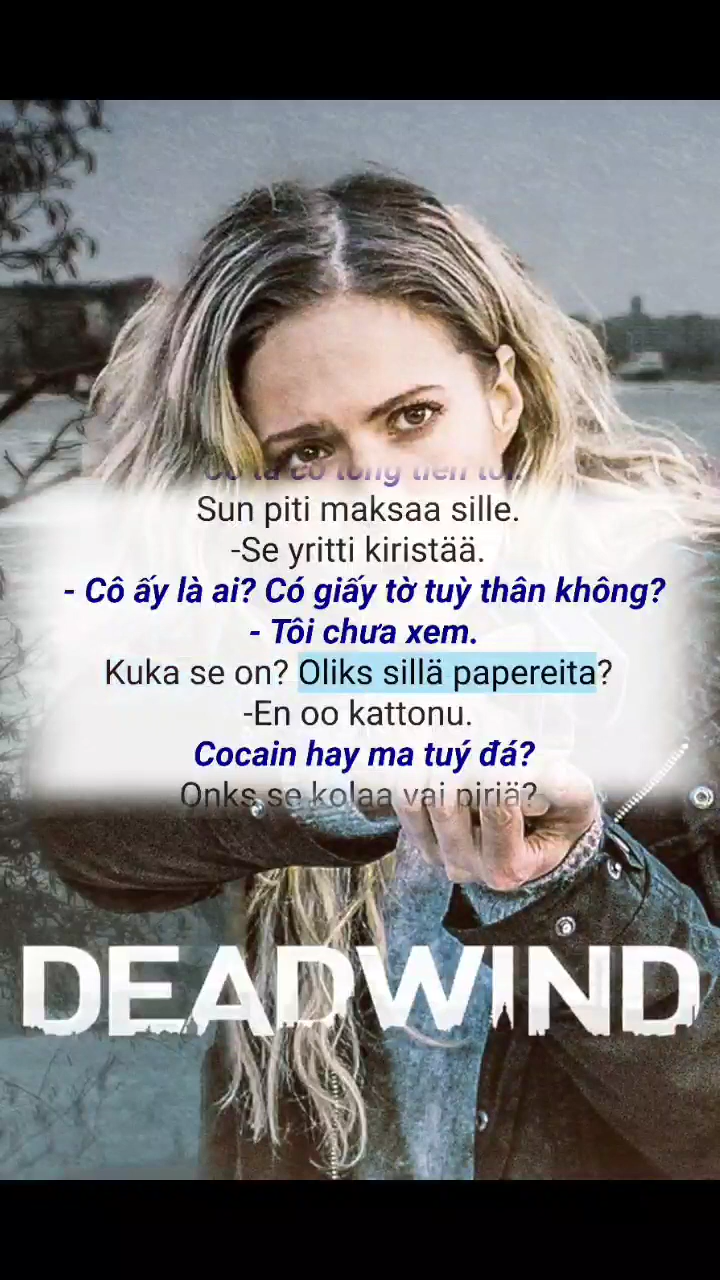 Sun piti maksaa sille.
-Se yritti kiristää.
- Cô ấy là ai? Có giấy tờ tuỳ thân không?
- Tôi chưa xem.
Kuka se on? Oliks sillä papereita?
-En oo kattonu.
Cocain hay ma tuý đá?
Onks se kolaa vai piriä?
DEADWIND